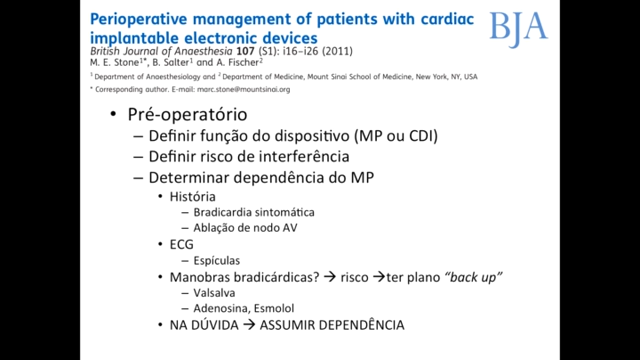 Perioperative management of patients with cardiac
implantable electronic devices
British Journal of Anaesthesia 107 (S1): i16–i26 (2011)
M. E. Stone1*, B. Salter1 and A. Fischer2
1 Department of Anaesthesiology and 2 Department of Medicine, Mount Sinai School of Medicine, New York, NY, USA
* Corresponding author. E-mail: marc.stone@mountsinai.org
BJA
• Pré-operatório
– Definir função do dispositivo (MP ou CDI)
– Definir risco de interferência
– Determinar dependência do MP
• História
– Bradicardia sintomática
– Ablação de nodo AV
• ECG
– Espículas
• Manobras bradicárdicas? → risco →ter plano “back up”
– Valsalva
– Adenosina, Esmolol
• NA DÚVIDA → ASSUMIR DEPENDÊNCIA